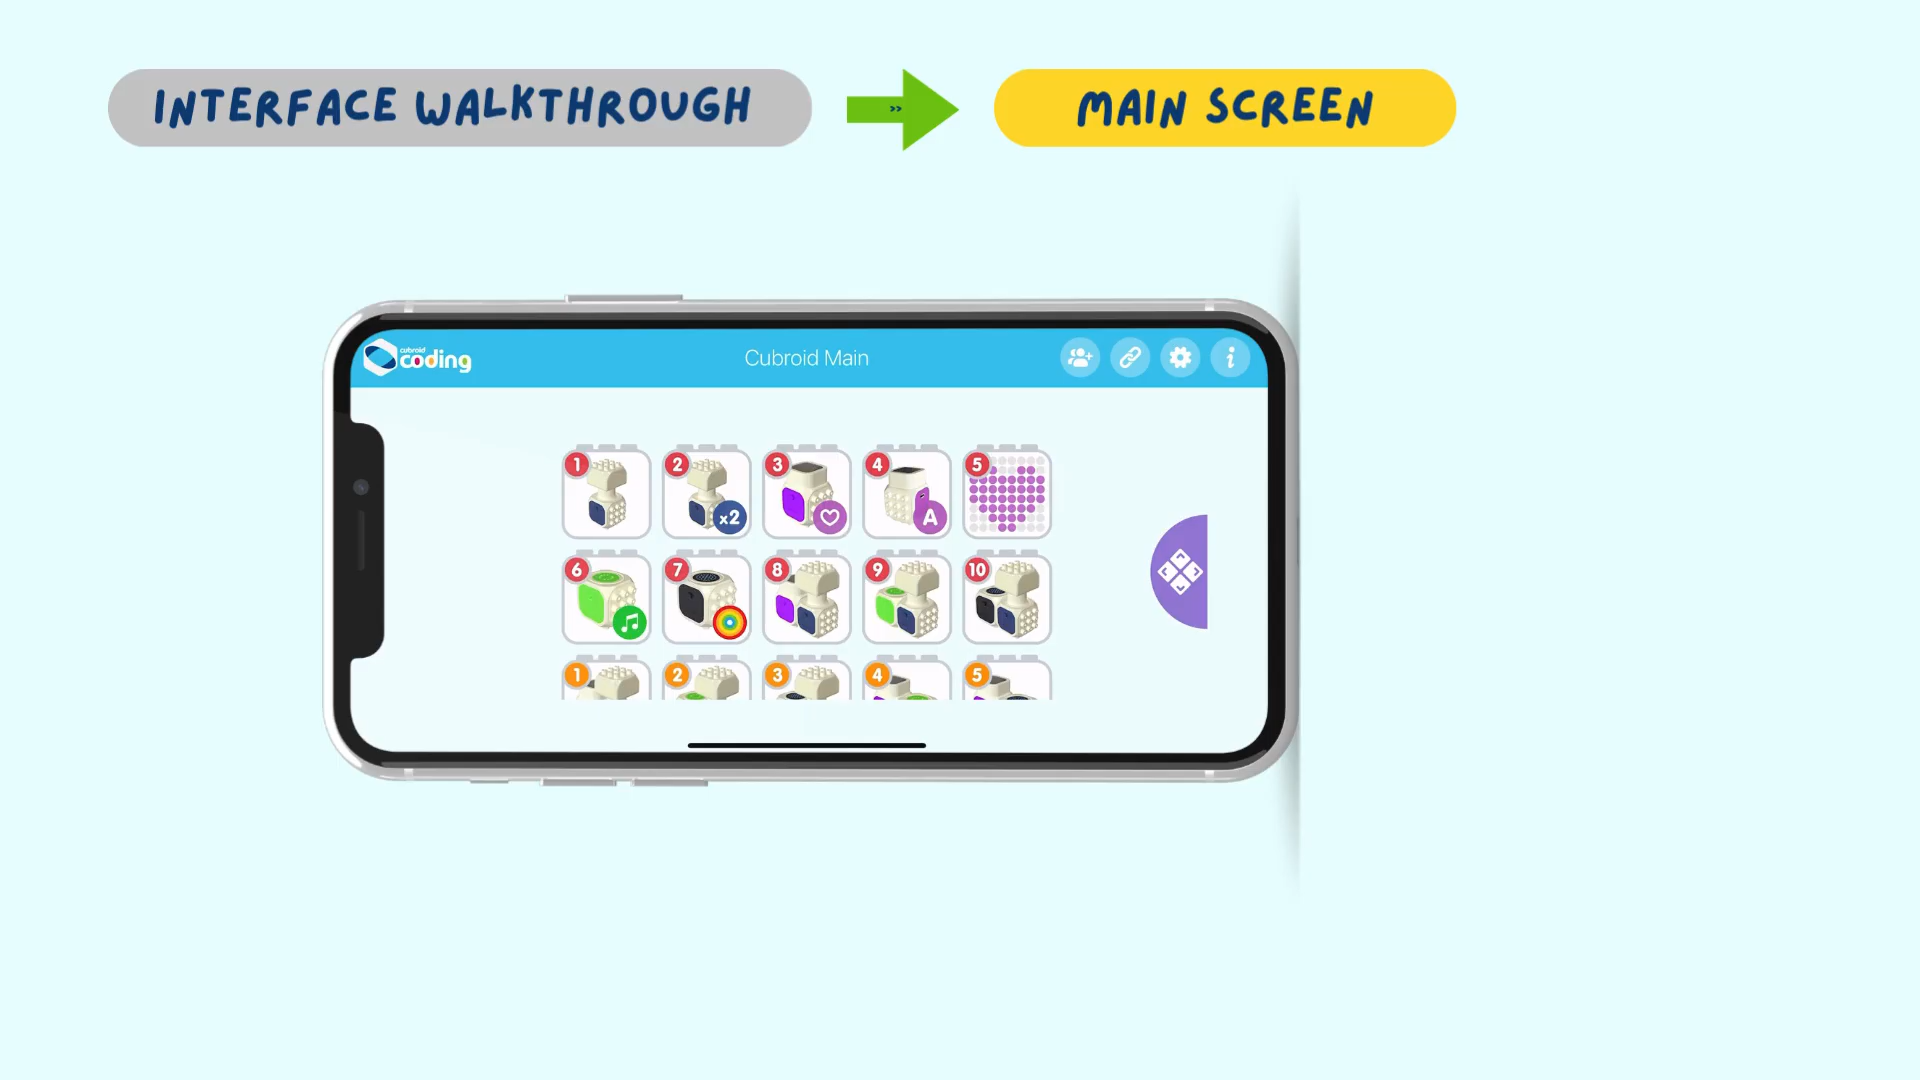 INTERFACE WALKTHROUGH
>>
MAIN SCREEN
cubroid
coding
Cubroid Main
i
1 2 3 4 5
x2 A
6 7 8 9 10
1 2 3 4 5